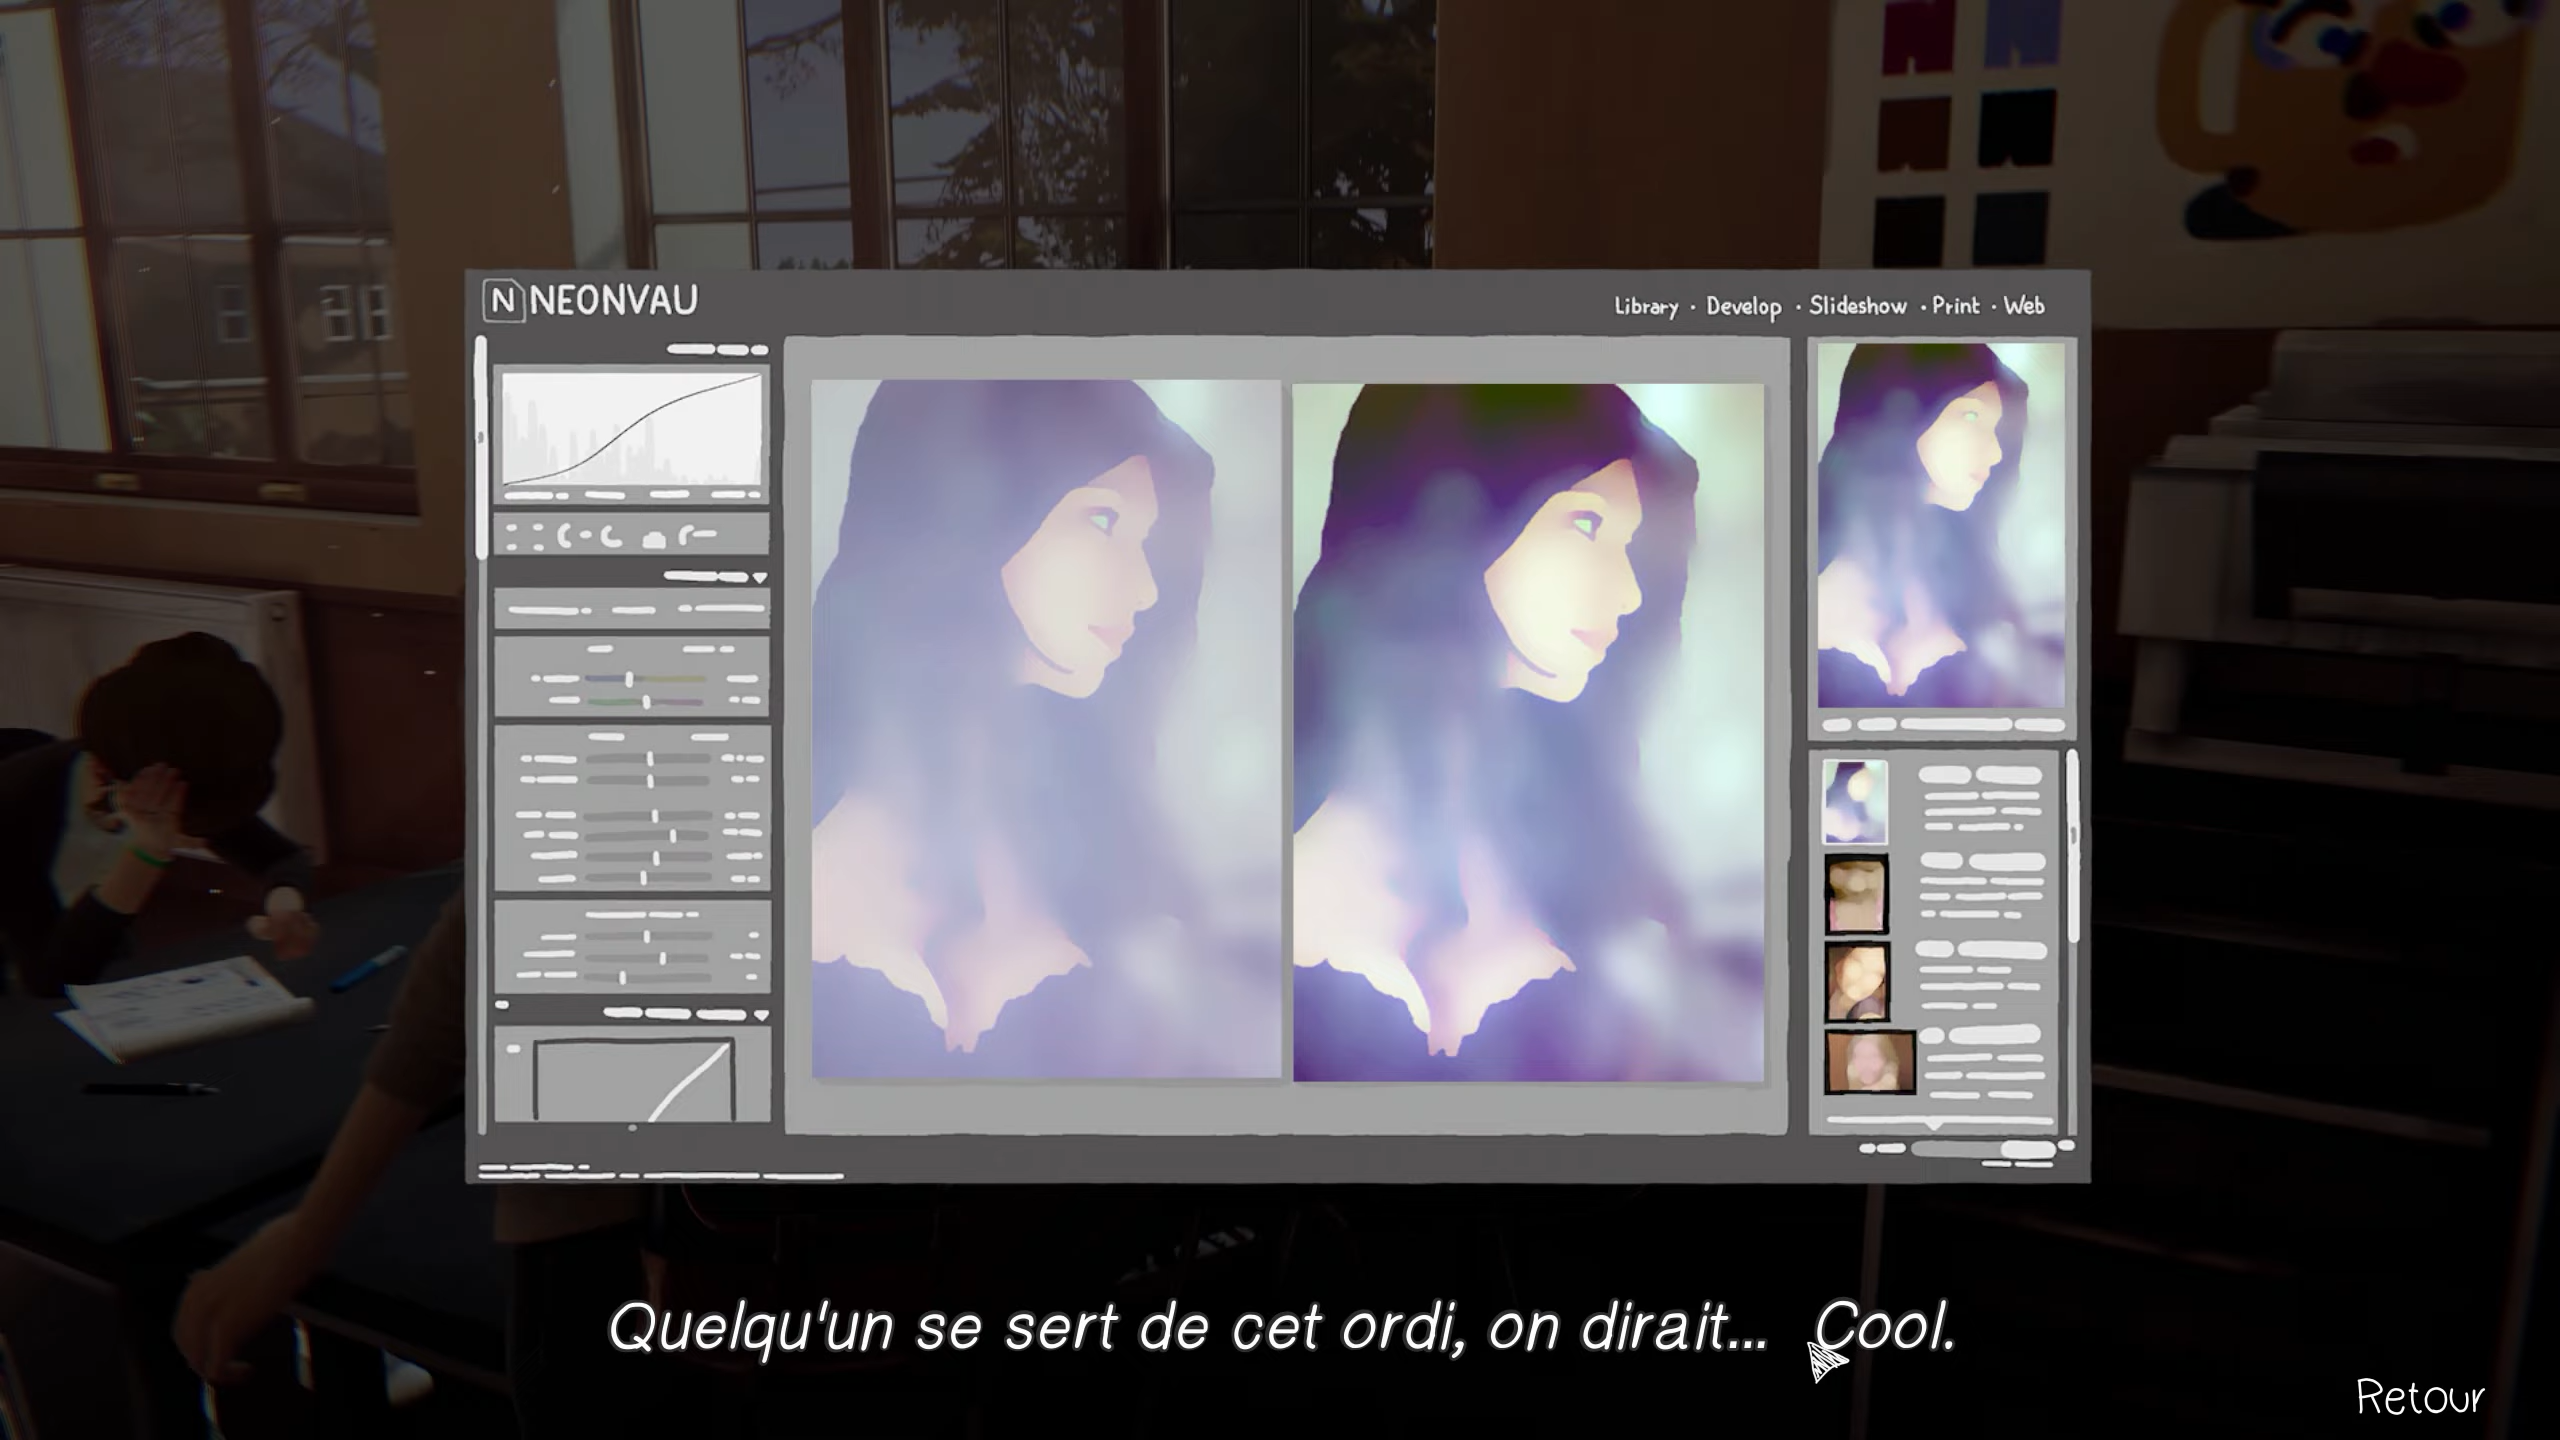 N NEONVAU
Library · Develop · Slideshow · Print · Web
Quelqu'un se sert de cet ordi, on dirait... Cool.
Retour